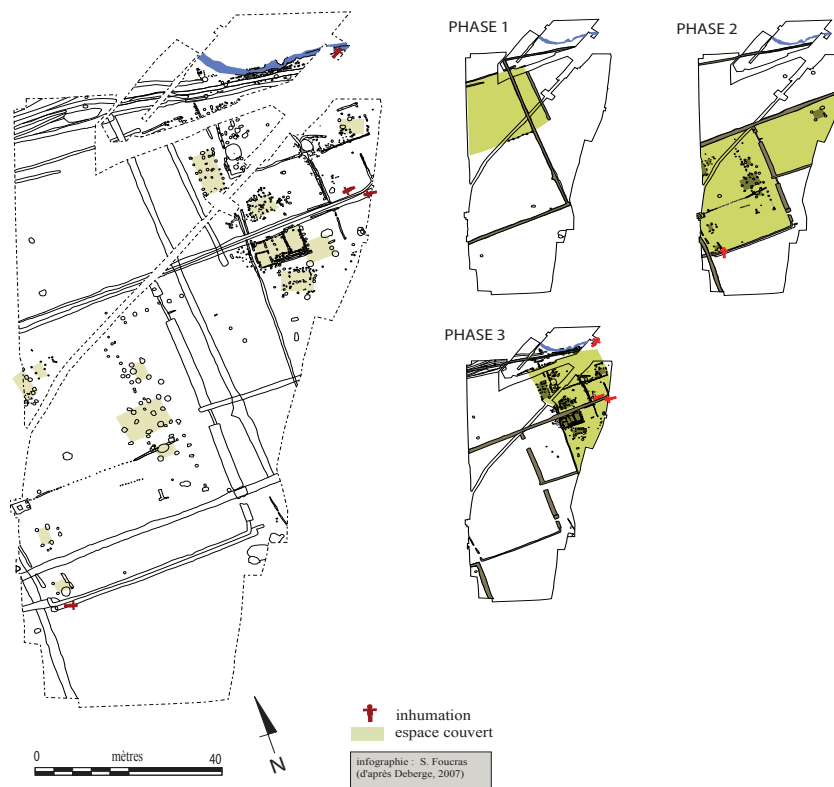 PHASE 1
PHASE 2
PHASE 3
N
inhumation
espace couvert
0 mètres 40
infographie : S. Foucras
(d'après Deberge, 2007)